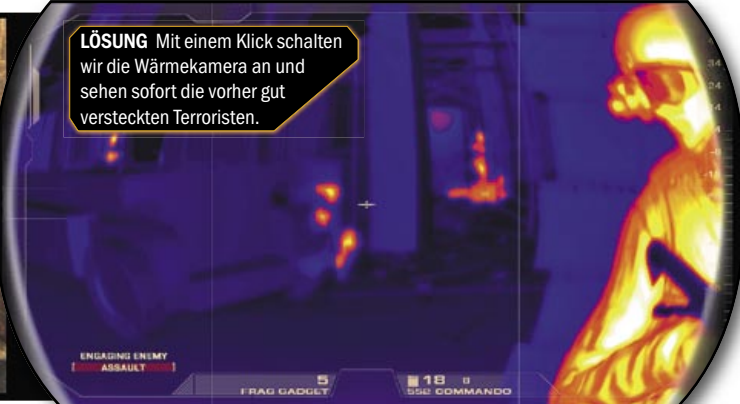 LÖSUNG Mit einem Klick schalten
wir die Wärmekamera an und
sehen sofort die vorher gut
versteckten Terroristen.
ENGAGING ENEMY
ASSAULT
5
FRAG GADGET
18
552 COMMANDO